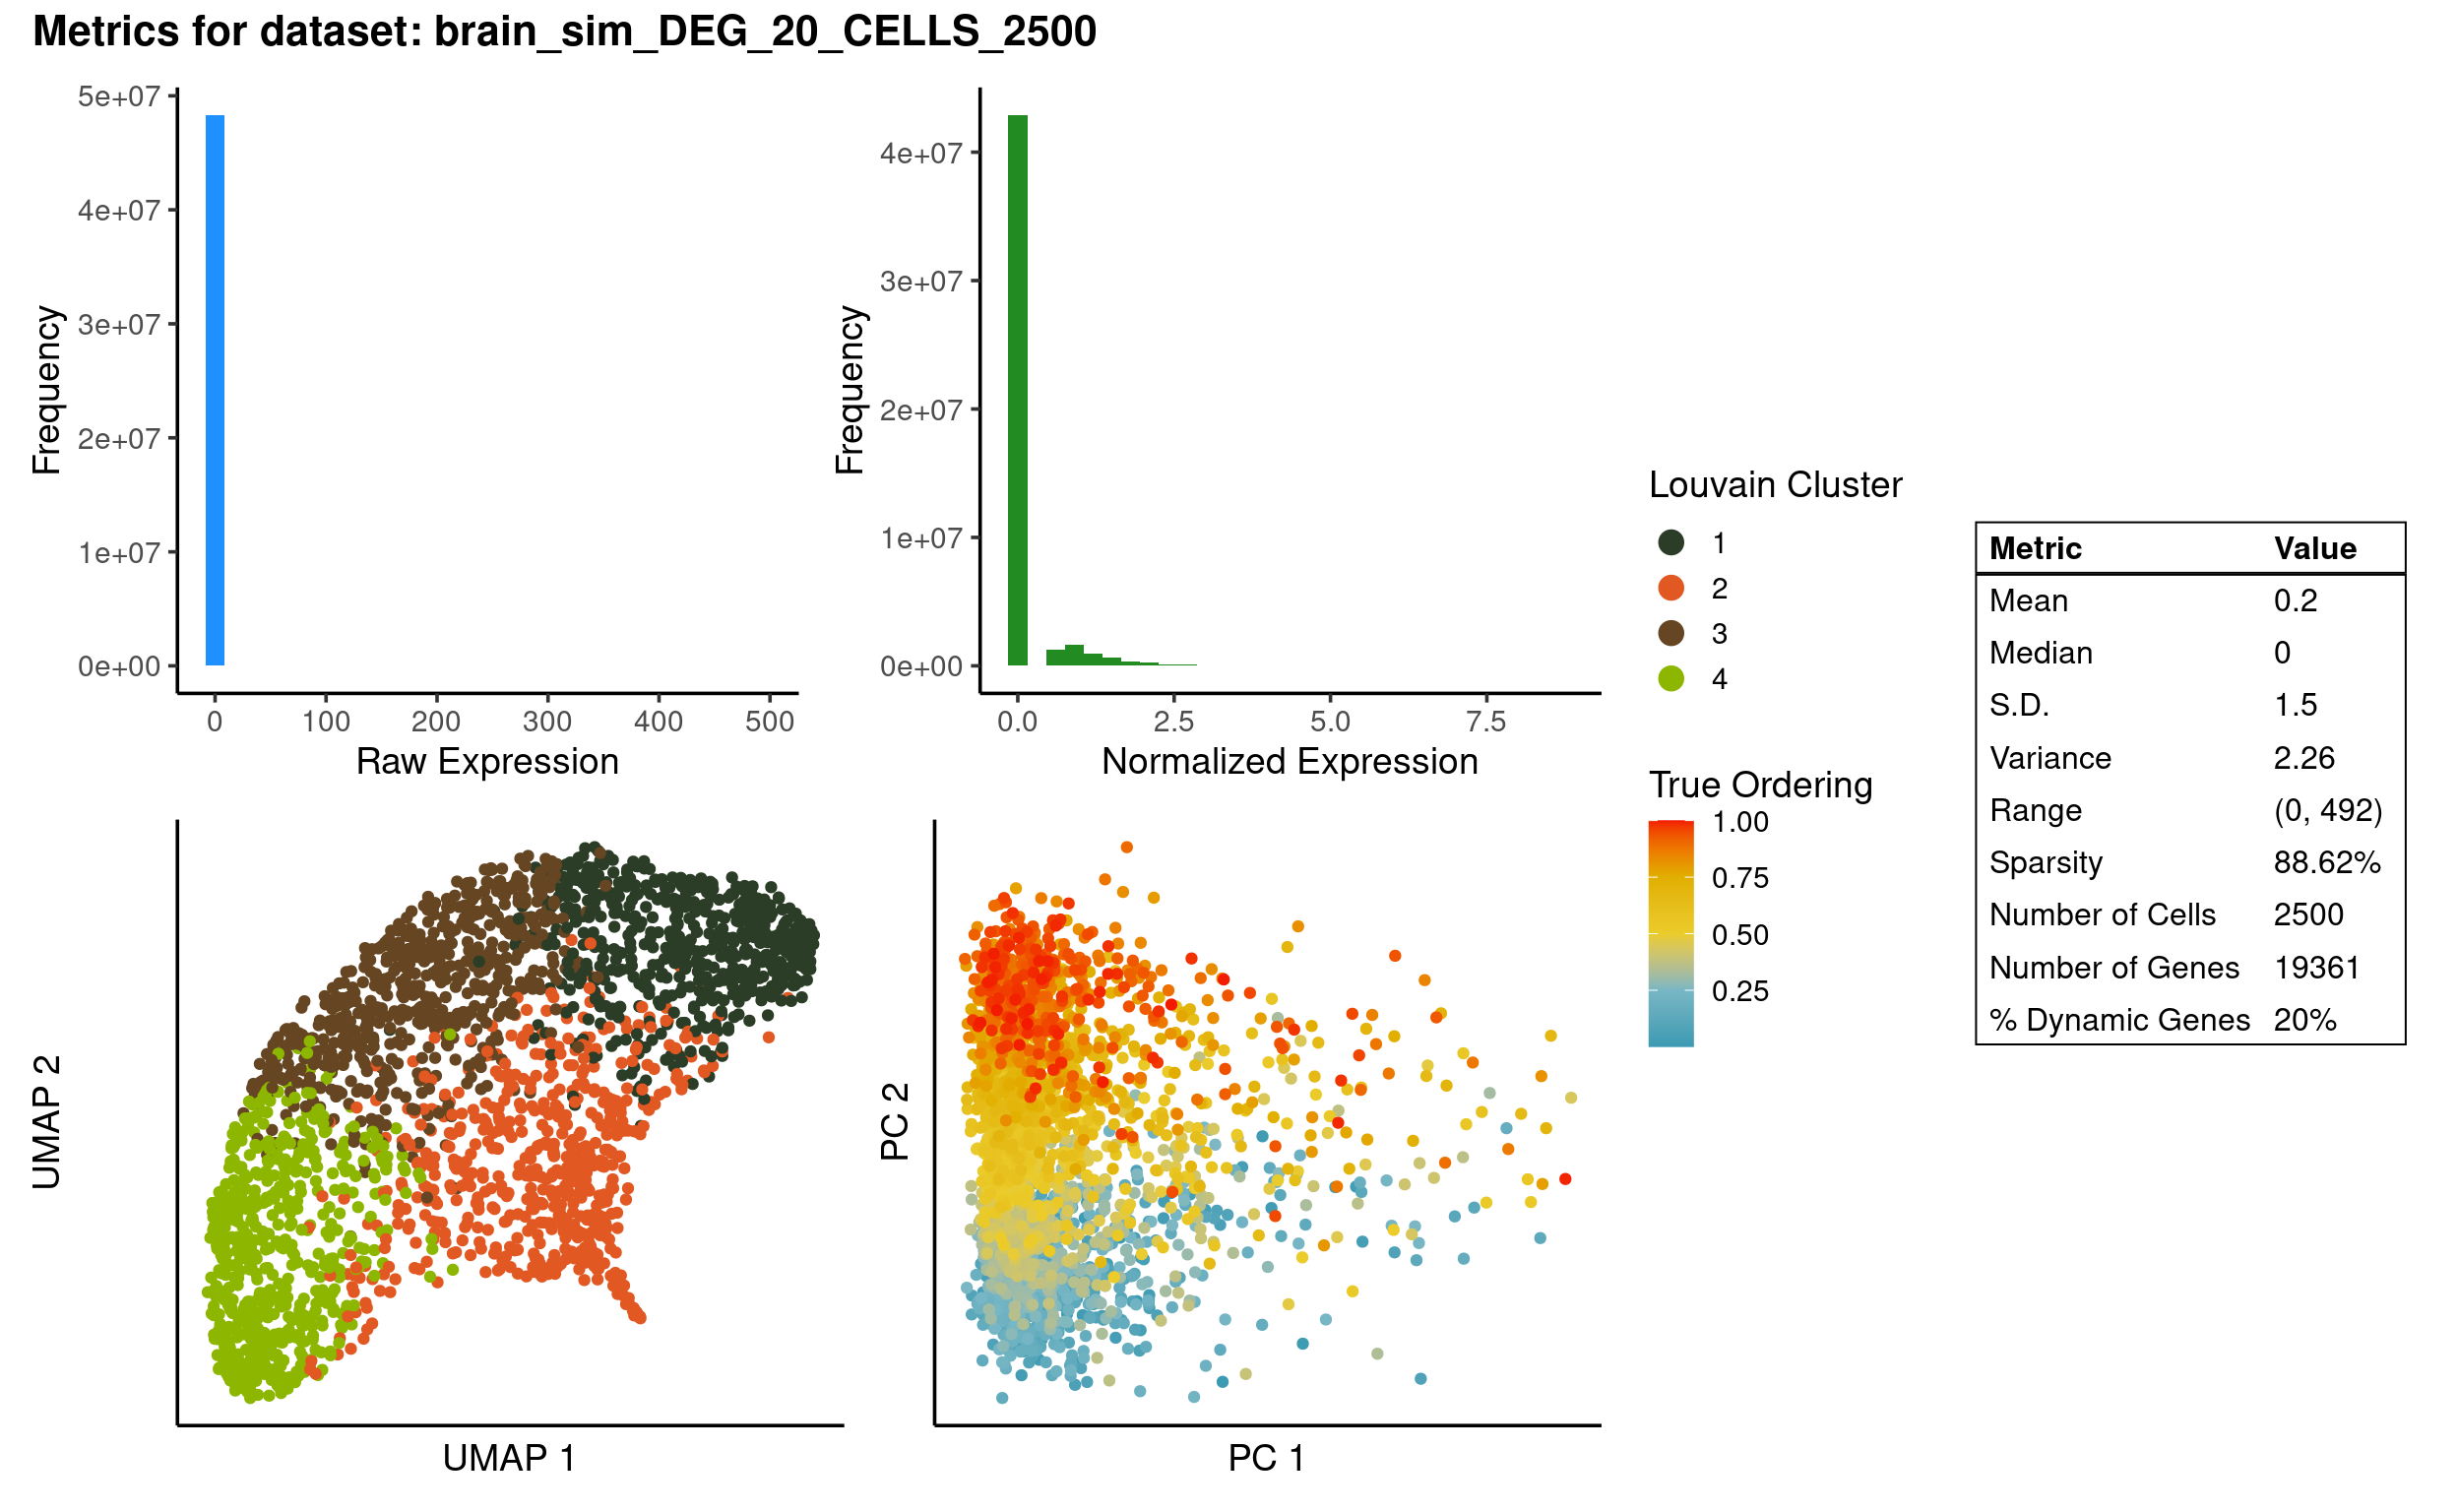 Metrics for dataset: brain_sim_DEG_20_CELLS_2500
5e+07
4e+07
3e+07
2e+07
1e+07
0e+00
Frequency
0 100 200 300 400 500
Raw Expression
4e+07
3e+07
2e+07
1e+07
0e+00
Frequency
0.0 2.5 5.0 7.5
Normalized Expression
UMAP 2
UMAP 1
PC 2
PC 1
Louvain Cluster
1
2
3
4
True Ordering
1.00
0.75
0.50
0.25
Metric Value
Mean 0.2
Median 0
S.D. 1.5
Variance 2.26
Range (0, 492)
Sparsity 88.62%
Number of Cells 2500
Number of Genes 19361
% Dynamic Genes 20%